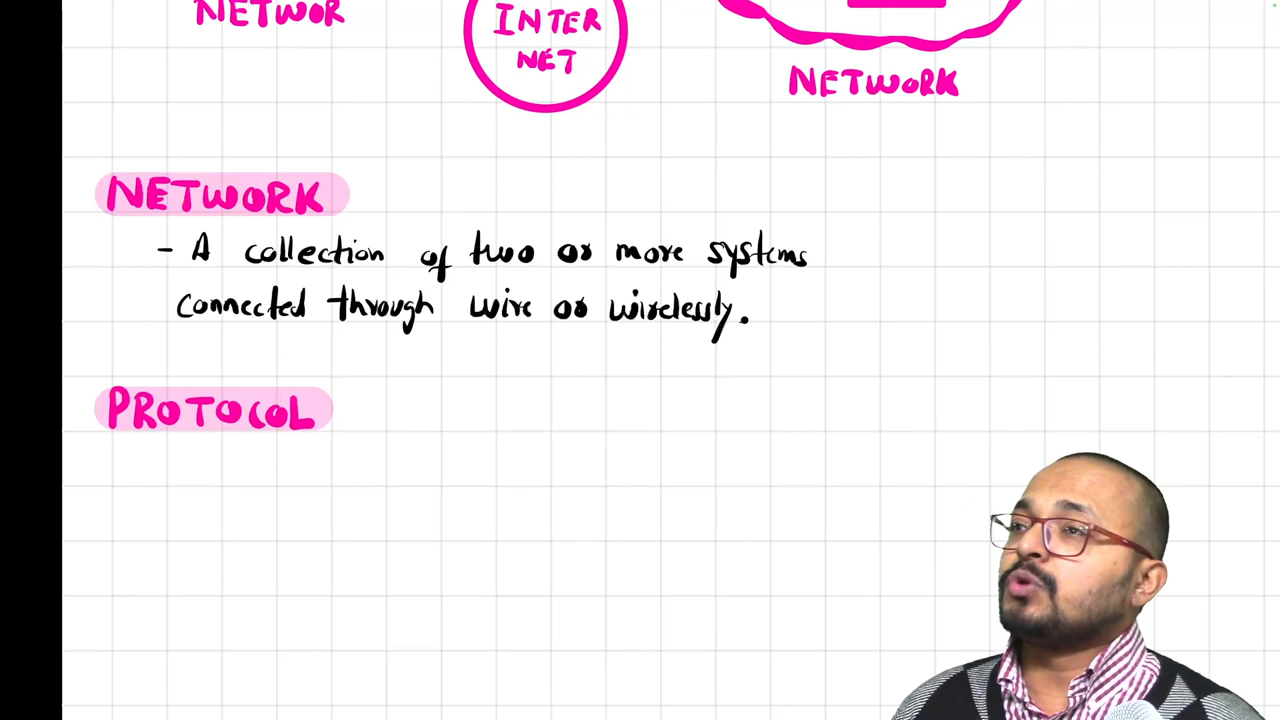 NETWOR
INTER
NET
NETWORK
NETWORK
- A collection of two or more systems
connected through wire or wirelessly.
PROTOCOL